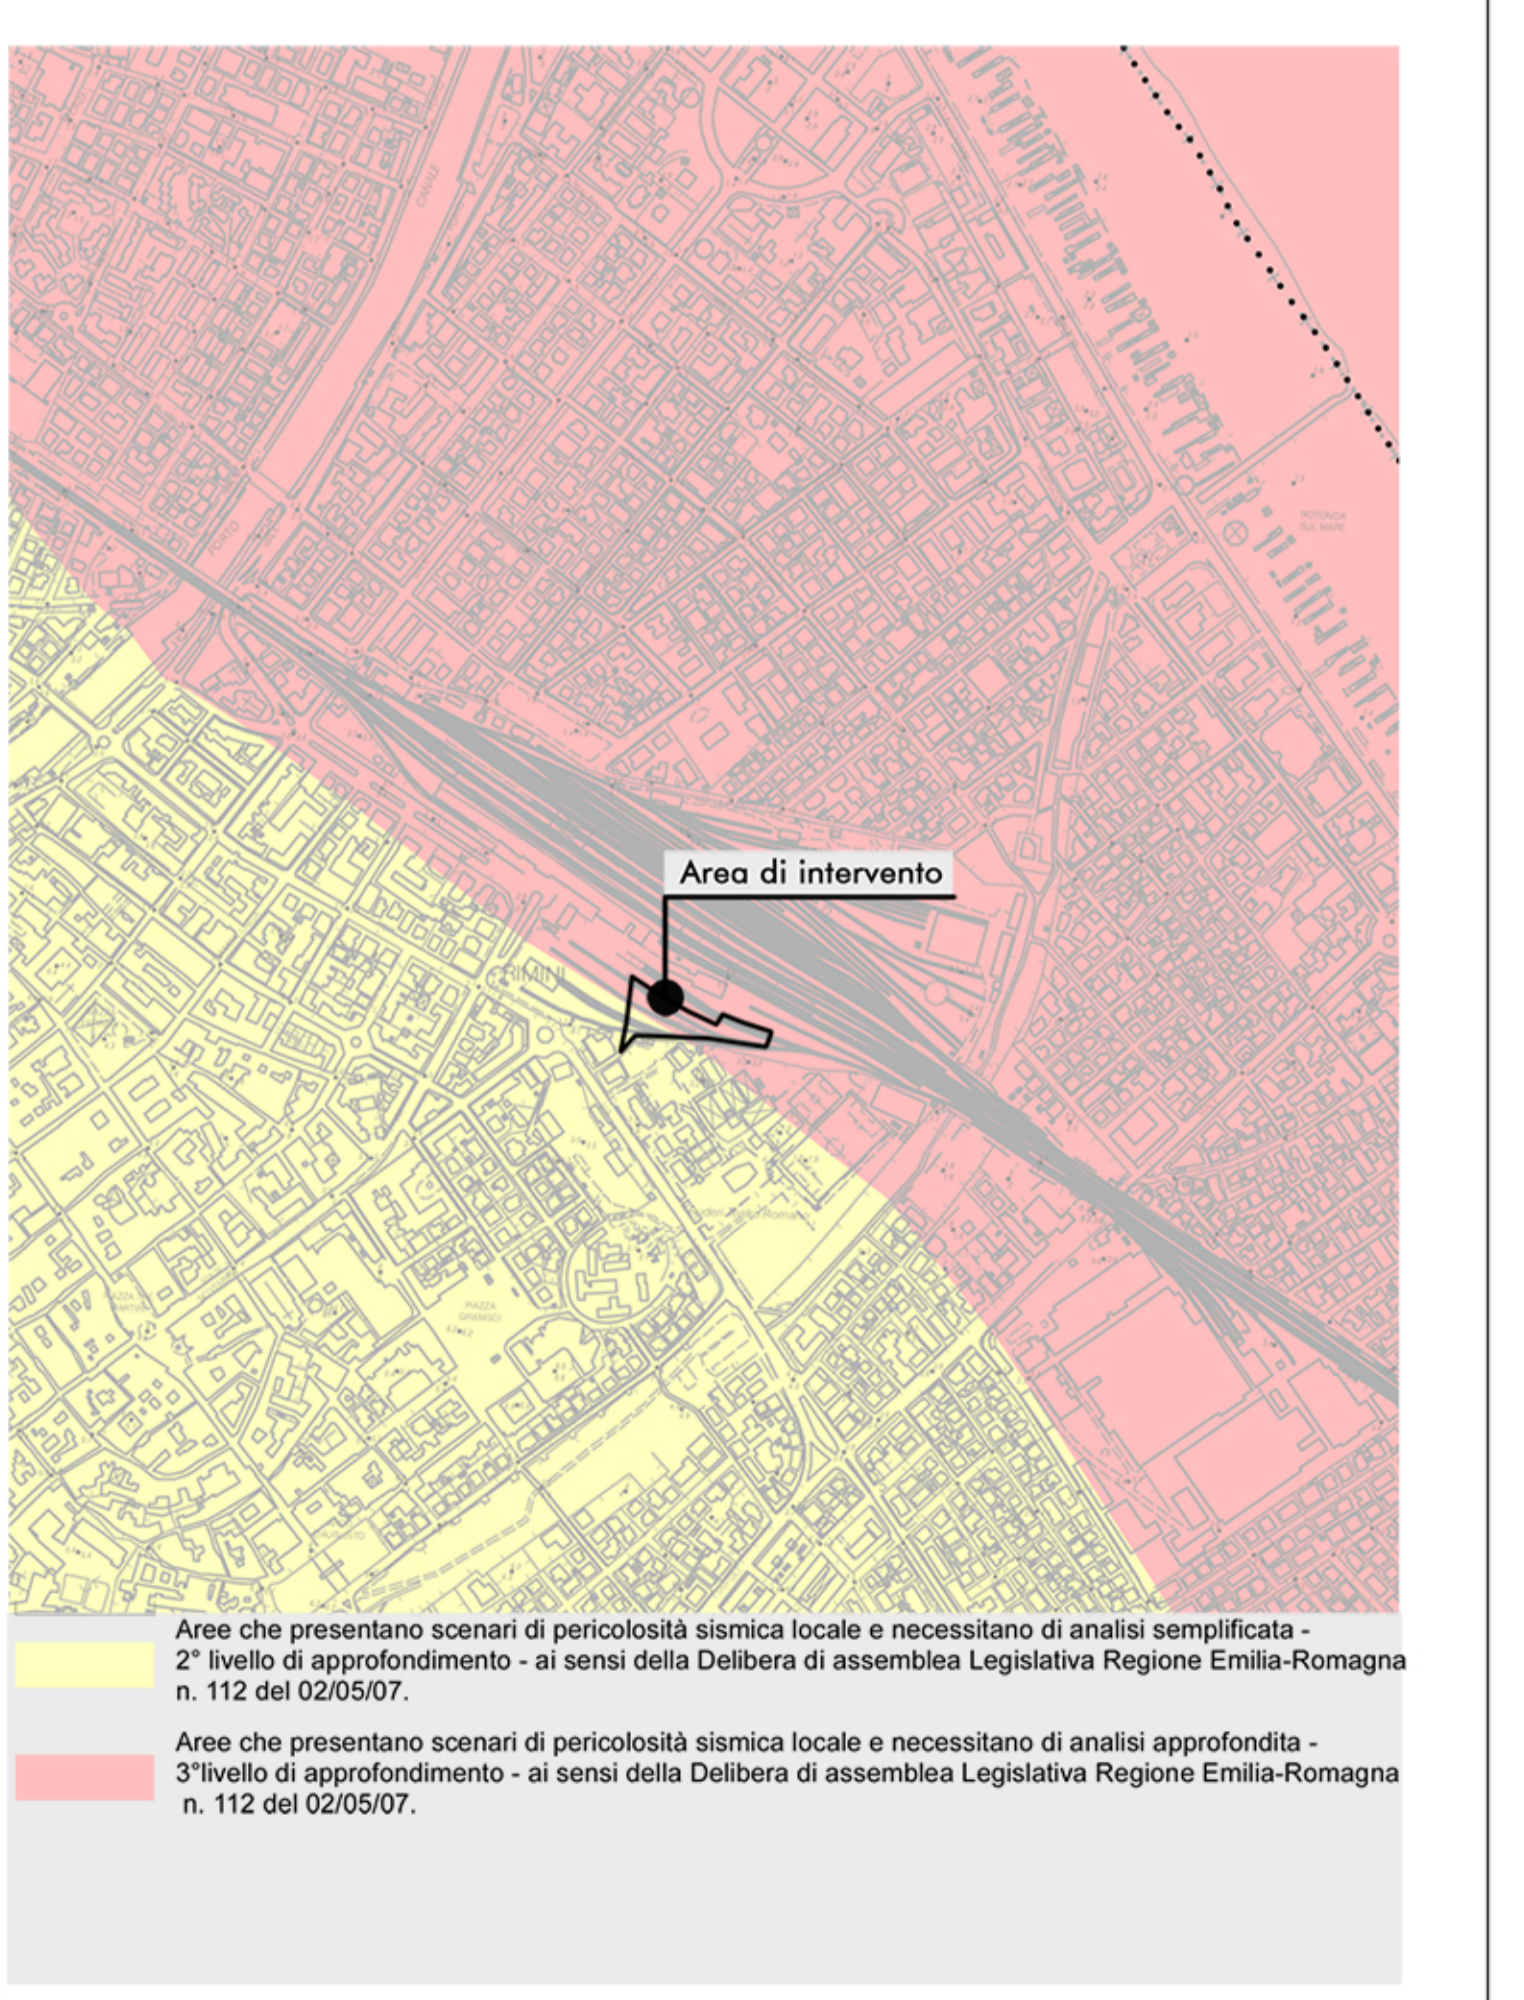 CANALE
PORTO
ROTONDA
SUL MARE
Area di intervento
RIMINI
PIAZZA
GRAMSCI
Aree che presentano scenari di pericolosità sismica locale e necessitano di analisi semplificata -
2° livello di approfondimento - ai sensi della Delibera di assemblea Legislativa Regione Emilia-Romagna
n. 112 del 02/05/07.
Aree che presentano scenari di pericolosità sismica locale e necessitano di analisi approfondita -
3°livello di approfondimento - ai sensi della Delibera di assemblea Legislativa Regione Emilia-Romagna
n. 112 del 02/05/07.